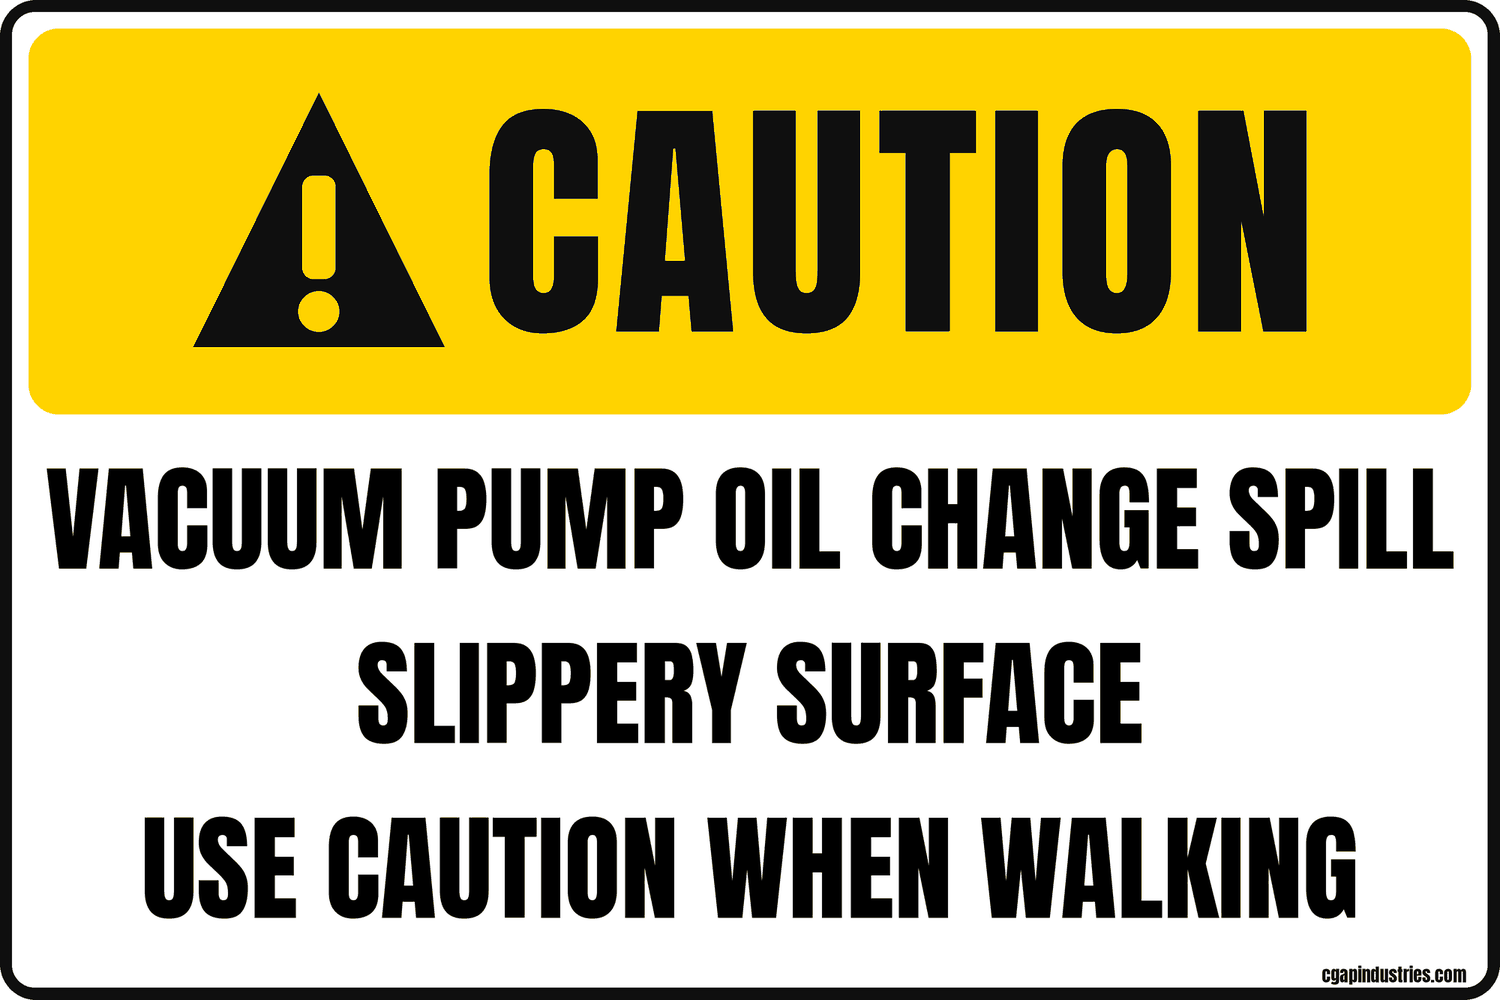 CAUTION
VACUUM PUMP OIL CHANGE SPILL
SLIPPERY SURFACE
USE CAUTION WHEN WALKING
cgapindustries.com